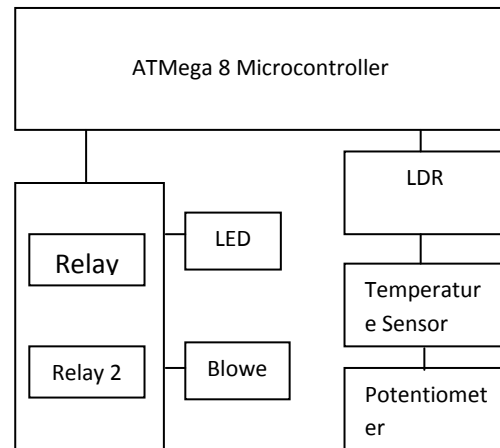 ATMega 8 Microcontroller
LDR
LED
Relay
Temperatur
e Sensor
Relay 2
Blowe
Potentiomet
er